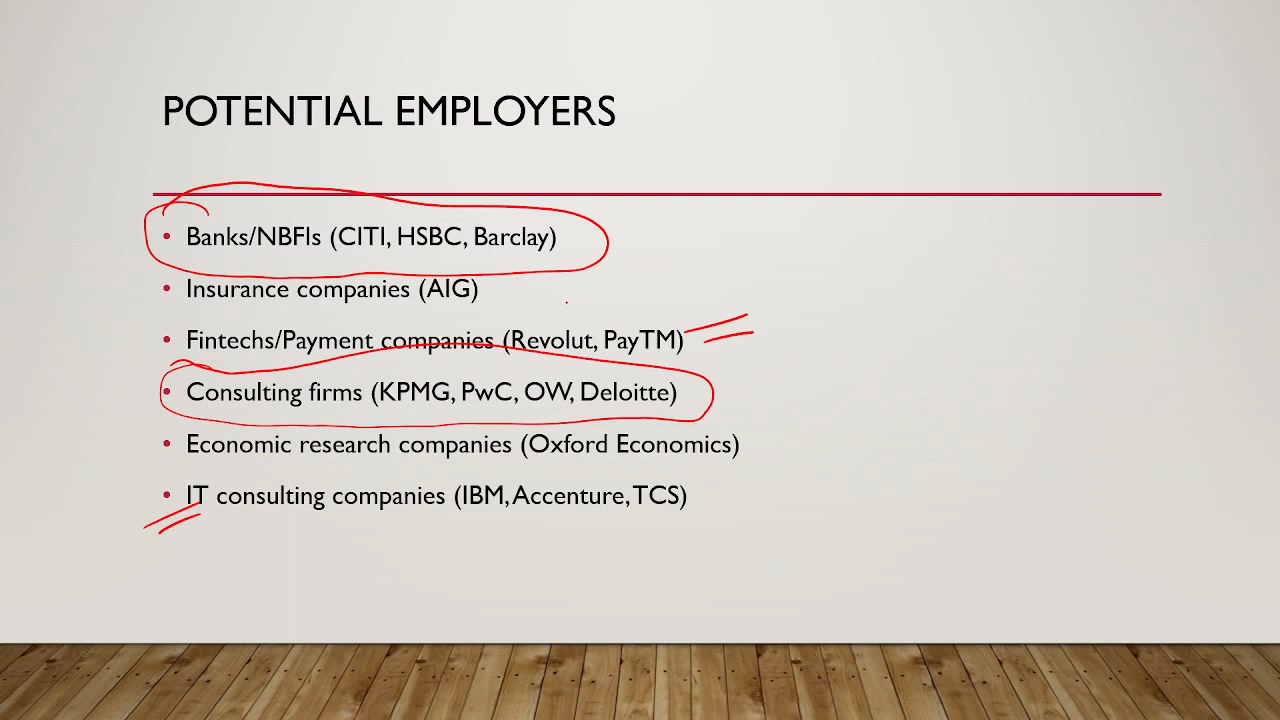 POTENTIAL EMPLOYERS
• Banks/NBFIs (CITI, HSBC, Barclay)
• Insurance companies (AIG)
• Fintechs/Payment companies (Revolut, PayTM)
• Consulting firms (KPMG, PwC, OW, Deloitte)
• Economic research companies (Oxford Economics)
• IT consulting companies (IBM, Accenture, TCS)